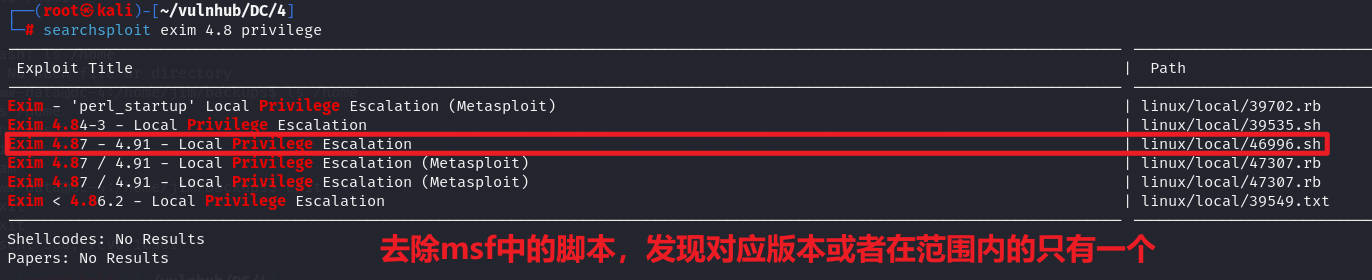 ┌──(root㉿kali)-[~/vulnhub/DC/4]
└─# searchsploit exim 4.8 privilege
Exploit Title | Path
Exim - 'perl_startup' Local Privilege Escalation (Metasploit) | linux/local/39702.rb
Exim 4.84-3 - Local Privilege Escalation | linux/local/39535.sh
Exim 4.87 - 4.91 - Local Privilege Escalation | linux/local/46996.sh
Exim 4.87 / 4.91 - Local Privilege Escalation (Metasploit) | linux/local/47307.rb
Exim 4.87 / 4.91 - Local Privilege Escalation (Metasploit) | linux/local/47307.rb
Exim < 4.86.2 - Local Privilege Escalation | linux/local/39549.txt
Shellcodes: No Results
Papers: No Results
去除msf中的脚本，发现对应版本或者在范围内的只有一个